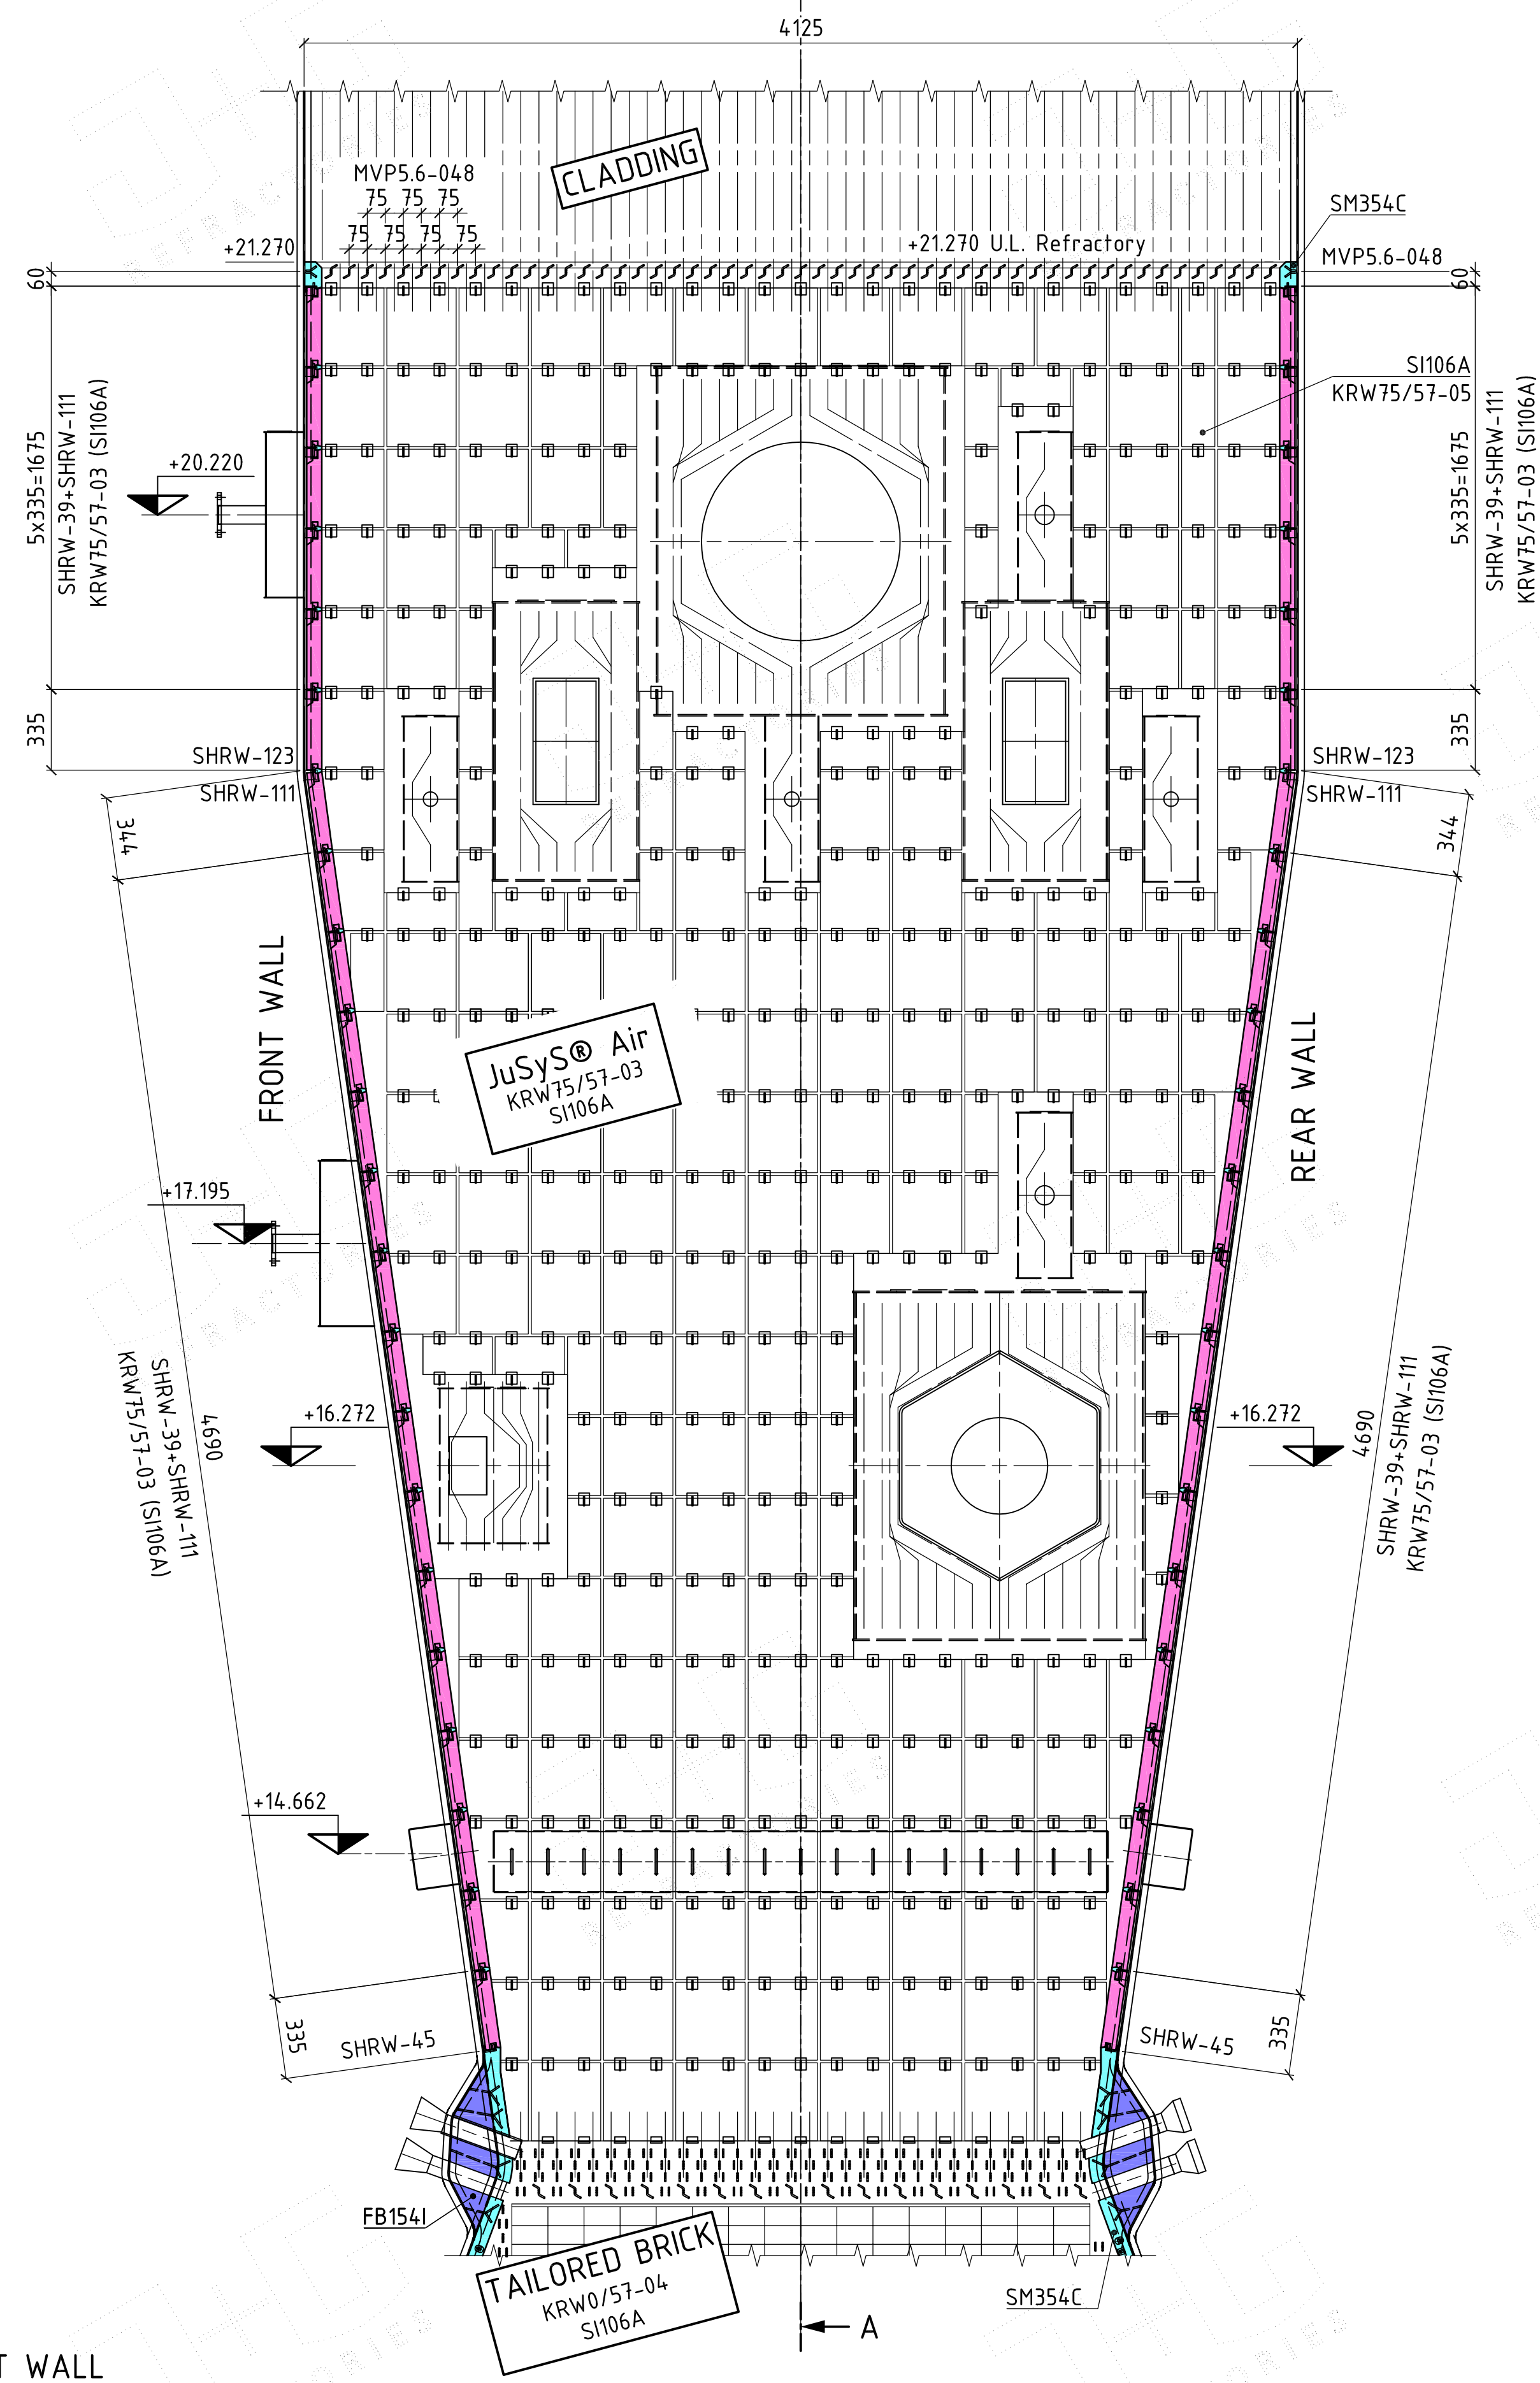 4125
CLADDING
MVP5.6-048
75 75 75
75 75 75 75
+21.270
+21.270 U.L. Refractory
SM354C
MVP5.6-048
60
60
SI106A
KRW75/57-05
5x335=1675
SHRW-39+SHRW-111
KRW75/57-03 (SI106A)
5x335=1675
SHRW-39+SHRW-111
KRW75/57-03 (SI106A)
+20.220
335
335
SHRW-123
SHRW-111
SHRW-123
SHRW-111
344
344
FRONT WALL
REAR WALL
JuSyS® Air
KRW75/57-03
SI106A
+17.195
+16.272
+16.272
4690
SHRW-39+SHRW-111
KRW75/57-03 (SI106A)
4690
SHRW-39+SHRW-111
KRW75/57-03 (SI106A)
+14.662
335
SHRW-45
SHRW-45
335
FB154I
TAILORED BRICK
KRW0/57-04
SI106A
SM354C
A
T WALL
REFRACTORIES